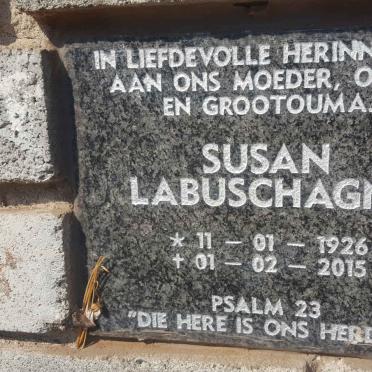 IN LIEFDEVOLLE HERINN
AAN ONS MOEDER, O
EN GROOTOUMA
SUSAN
LABUSCHAGN
* 11 — 01 — 1926
† 01 — 02 — 2015
PSALM 23
"DIE HERE IS ONS HERD